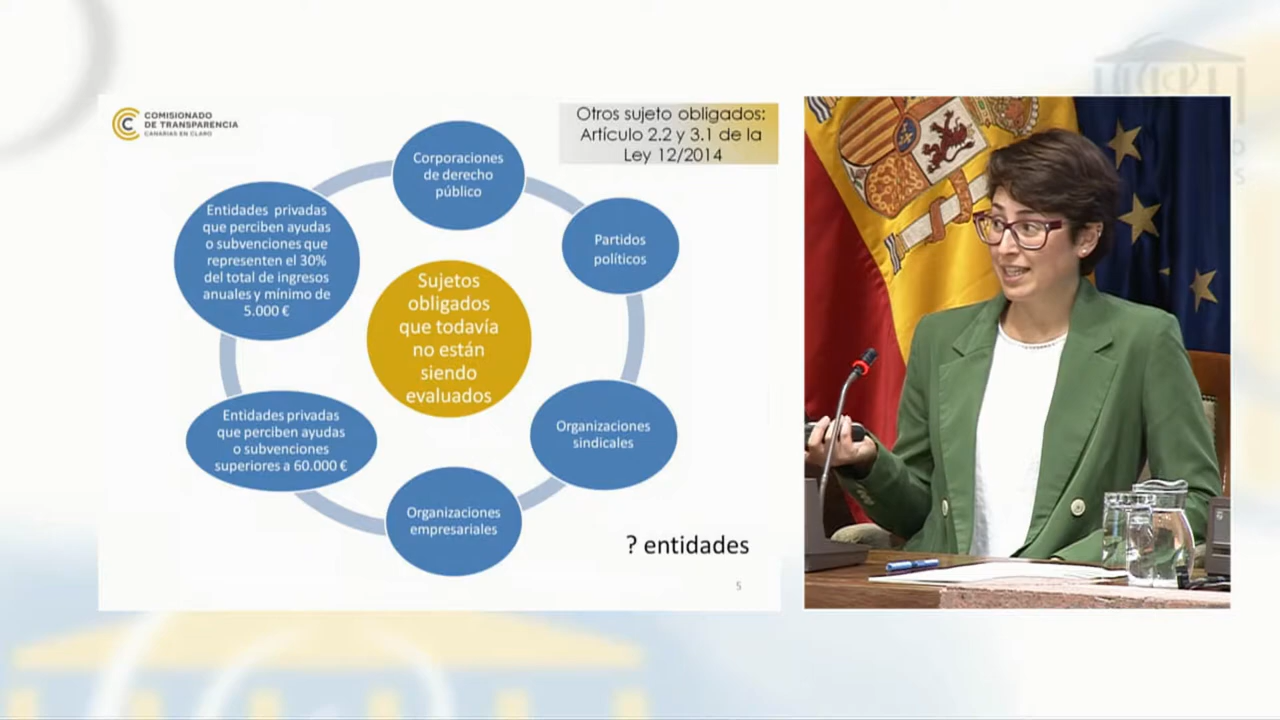 COMISIONADO
DE TRANSPARENCIA
CANARIAS EN CLARO
Otros sujeto obligados:
Artículo 2.2 y 3.1 de la
Ley 12/2014
Corporaciones
de derecho
público
Partidos
políticos
Organizaciones
sindicales
Organizaciones
empresariales
Entidades privadas
que perciben ayudas
o subvenciones
superiores a 60.000 €
Entidades privadas
que perciben ayudas
o subvenciones que
representen el 30%
del total de ingresos
anuales y mínimo de
5.000 €
Sujetos
obligados
que todavía
no están
siendo
evaluados
? entidades
5